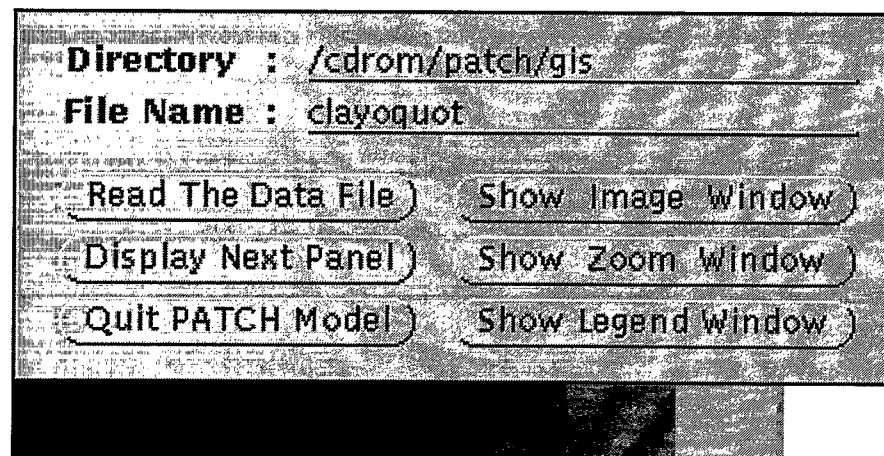 Directory : /cdrom/patch/gis
File Name : clayoquot
Read The Data File Show Image Window
Display Next Panel Show Zoom Window
Quit PATCH Model Show Legend Window